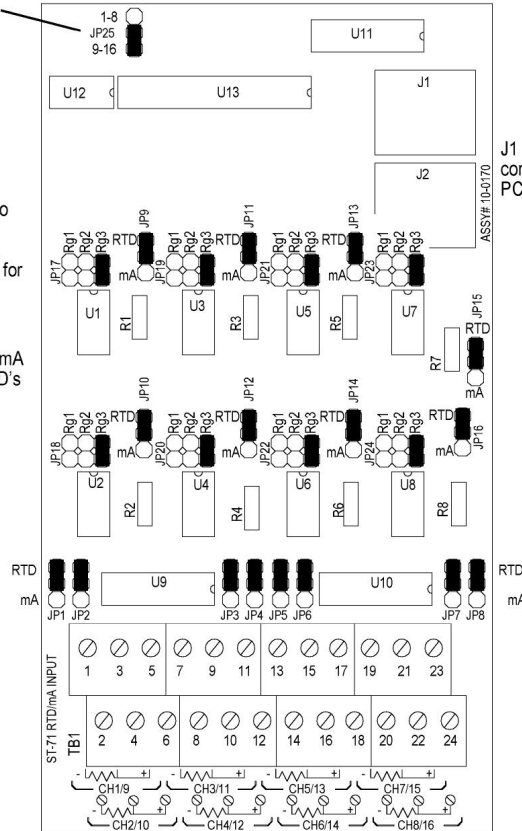 1-8
JP25
9-16
U11
U12
U13
J1
J2
ASSY# 10-0170
J1
PC
o
for
mA
D's
JP9
JP11
JP13
Rg1
Rg2
Rg3
RTD
Rg1
Rg2
Rg3
RTD
Rg1
Rg2
Rg3
RTD
Rg1
Rg2
Rg3
JP17
mA
JP19
mA
JP21
mA
JP23
U1
R1
U3
R3
U5
R5
U7
JP15
RTD
R7
mA
JP10
JP12
JP14
Rg1
Rg2
Rg3
RTD
Rg1
Rg2
Rg3
RTD
Rg1
Rg2
Rg3
RTD
Rg1
Rg2
Rg3
RTD
JP18
mA
JP20
mA
JP22
mA
JP24
mA
JP16
U2
R2
U4
R4
U6
R6
U8
R8
RTD
U9
U10
RTD
mA
JP1 JP2
JP3 JP4 JP5 JP6
JP7 JP8
ST-71 RTD/mA INPUT
TB1
1 3 5 7 9 11 13 15 17 19 21 23
2 4 6 8 10 12 14 16 18 20 22 24
- + - + - + - +
CH1/9 CH3/11 CH5/13 CH7/15
- + - + - + - +
CH2/10 CH4/12 CH6/14 CH8/16